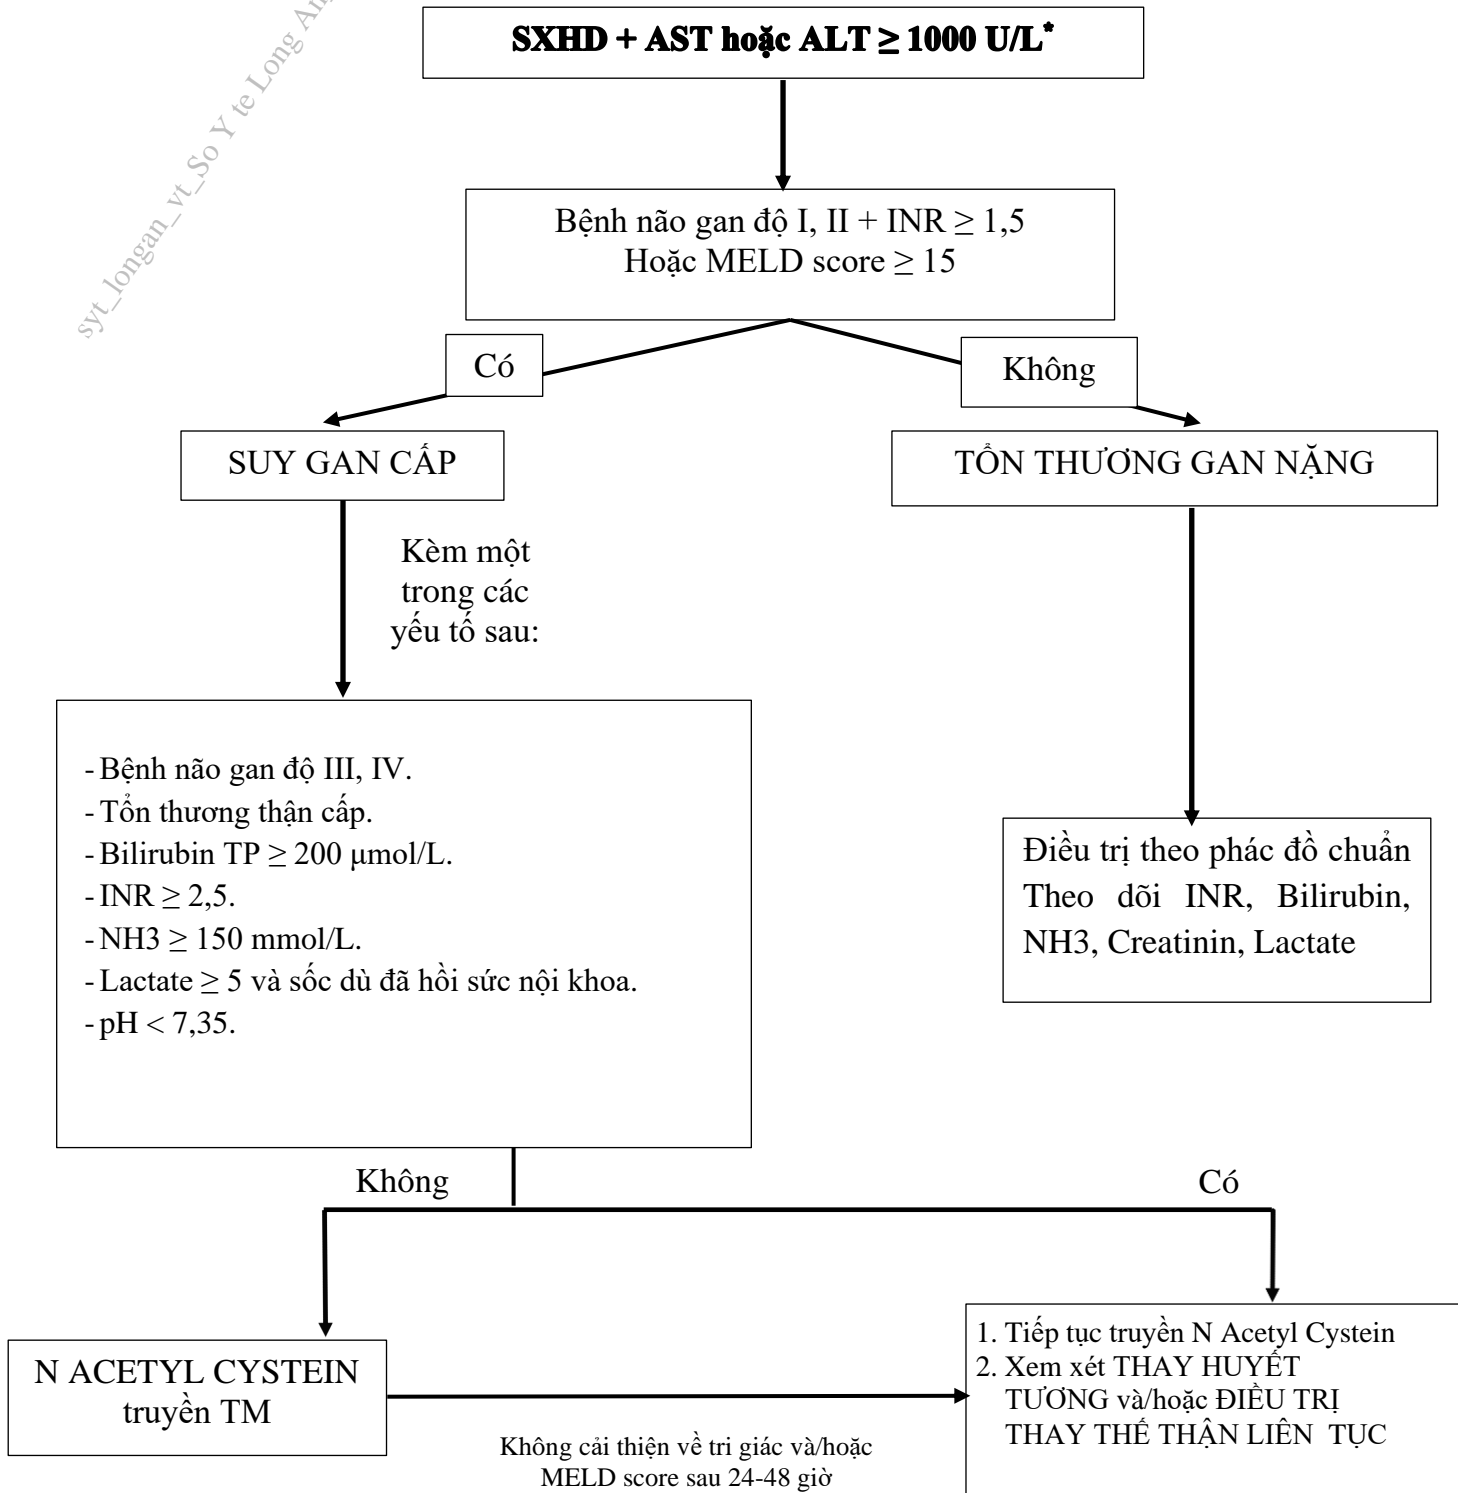 syt_longan_vt_So Y te Long An
SXHD + AST hoặc ALT ≥ 1000 U/L*
Bệnh não gan độ I, II + INR ≥ 1,5
Hoặc MELD score ≥ 15
Có
Không
SUY GAN CẤP
TỔN THƯƠNG GAN NẶNG
Kèm một
trong các
yếu tố sau:
- Bệnh não gan độ III, IV.
- Tổn thương thận cấp.
- Bilirubin TP ≥ 200 μmol/L.
- INR ≥ 2,5.
- NH3 ≥ 150 mmol/L.
- Lactate ≥ 5 và sốc dù đã hồi sức nội khoa.
- pH < 7,35.
Điều trị theo phác đồ chuẩn
Theo dõi INR, Bilirubin,
NH3, Creatinin, Lactate
Không
Có
N ACETYL CYSTEIN
truyền TM
Không cải thiện về tri giác và/hoặc
MELD score sau 24-48 giờ
1. Tiếp tục truyền N Acetyl Cystein
2. Xem xét THAY HUYẾT
TƯƠNG và/hoặc ĐIỀU TRỊ
THAY THẾ THẬN LIÊN TỤC